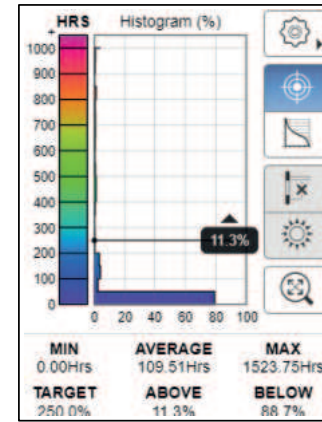 HRS Histogram (%)
+
1000
900
800
700
600
500
400
300
200
100
0
11.3%
0 20 40 60 80 100
MIN AVERAGE MAX
0.00Hrs 109.51Hrs 1523.75Hrs
TARGET ABOVE BELOW
250.0% 11.3% 88.7%